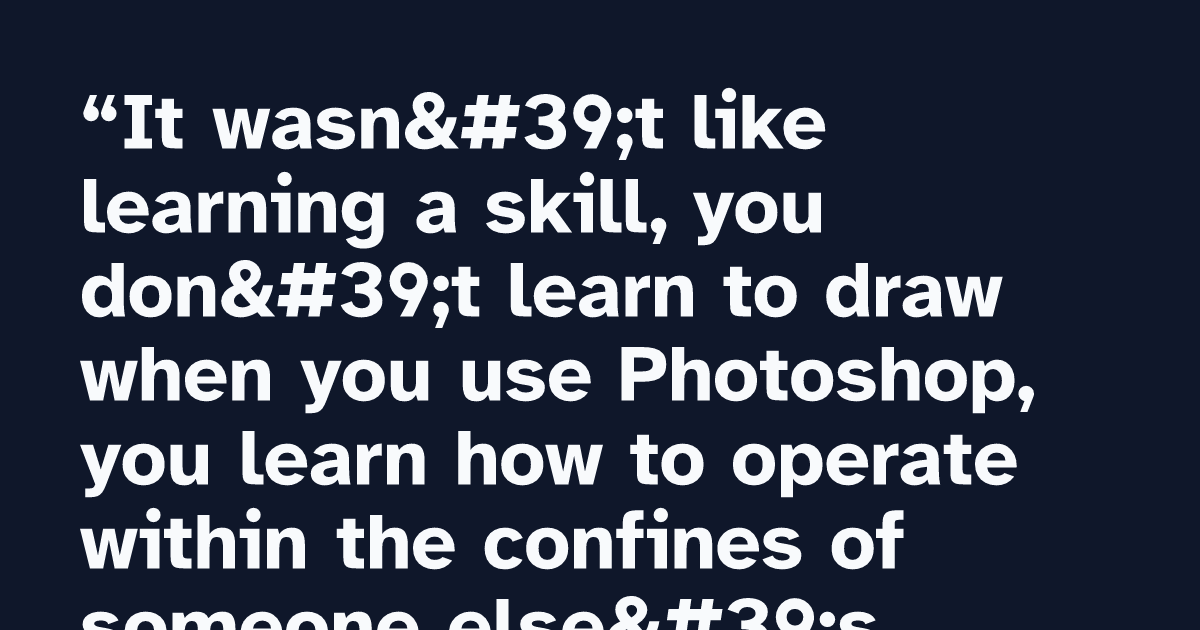 “It wasn&#39;t like
learning a skill, you
don&#39;t learn to draw
when you use Photoshop,
you learn how to operate
within the confines of
someone else&#39;s